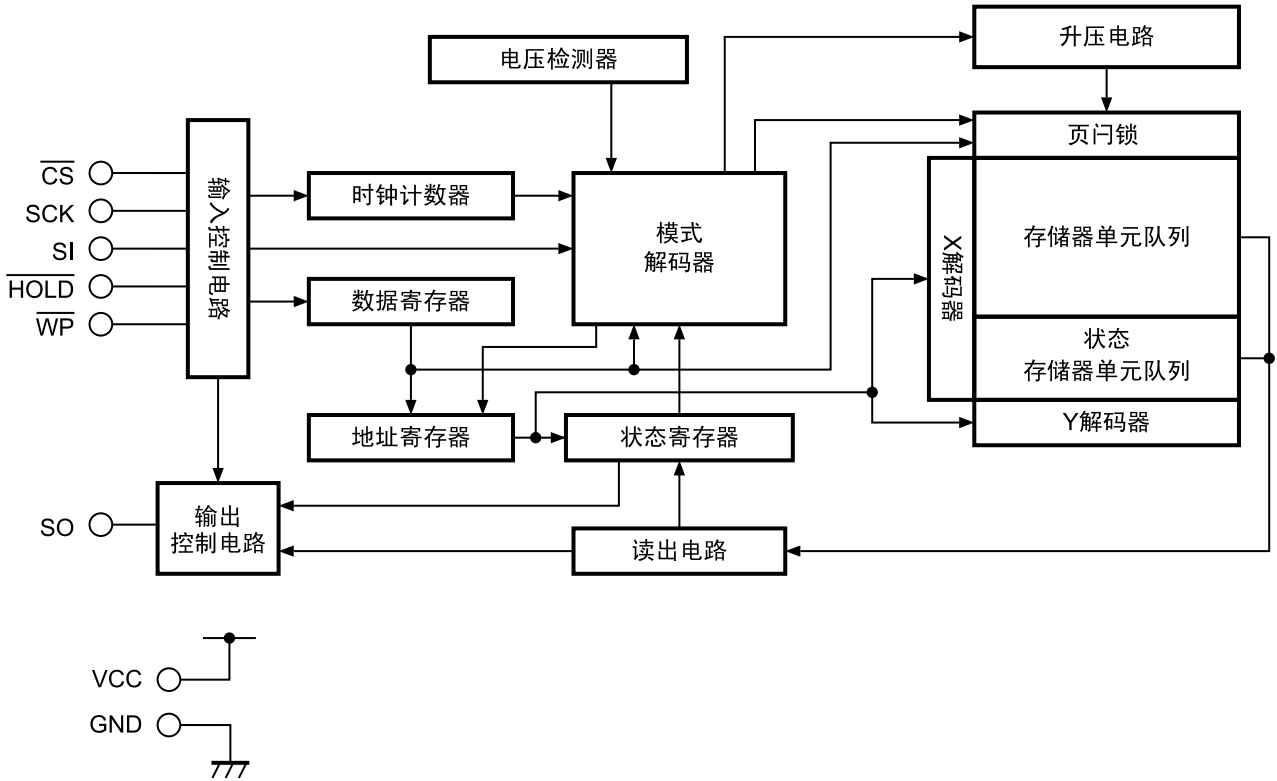 电压检测器
升压电路
页闩锁
C̅S̅
SCK
SI
H̅O̅L̅D̅
W̅P̅
输入控制电路
时钟计数器
数据寄存器
模式
解码器
X解码器
存储器单元队列
状态
存储器单元队列
Y解码器
地址寄存器
状态寄存器
SO
输出
控制电路
读出电路
VCC
GND